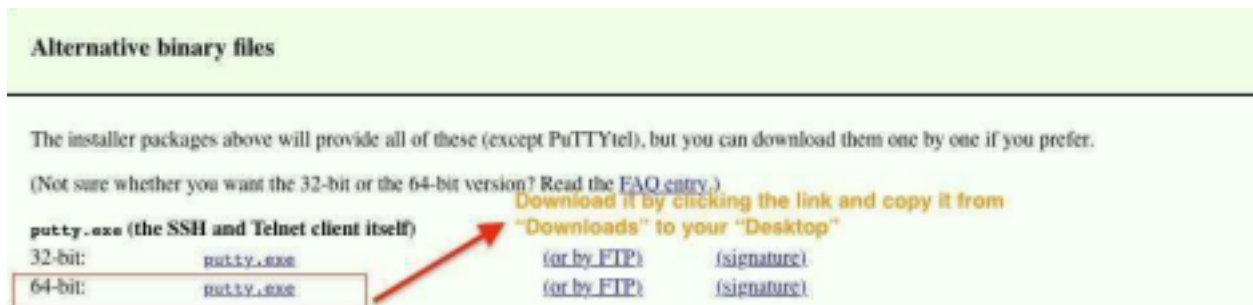 Alternative binary files
The installer packages above will provide all of these (except PuTTYtel), but you can download them one by one if you prefer.
(Not sure whether you want the 32-bit or the 64-bit version? Read the FAQ entry.)
Download it by clicking the link and copy it from
"Downloads" to your "Desktop"
putty.exe (the SSH and Telnet client itself)
32-bit: putty.exe (or by FTP) (signature)
64-bit: putty.exe (or by FTP) (signature)